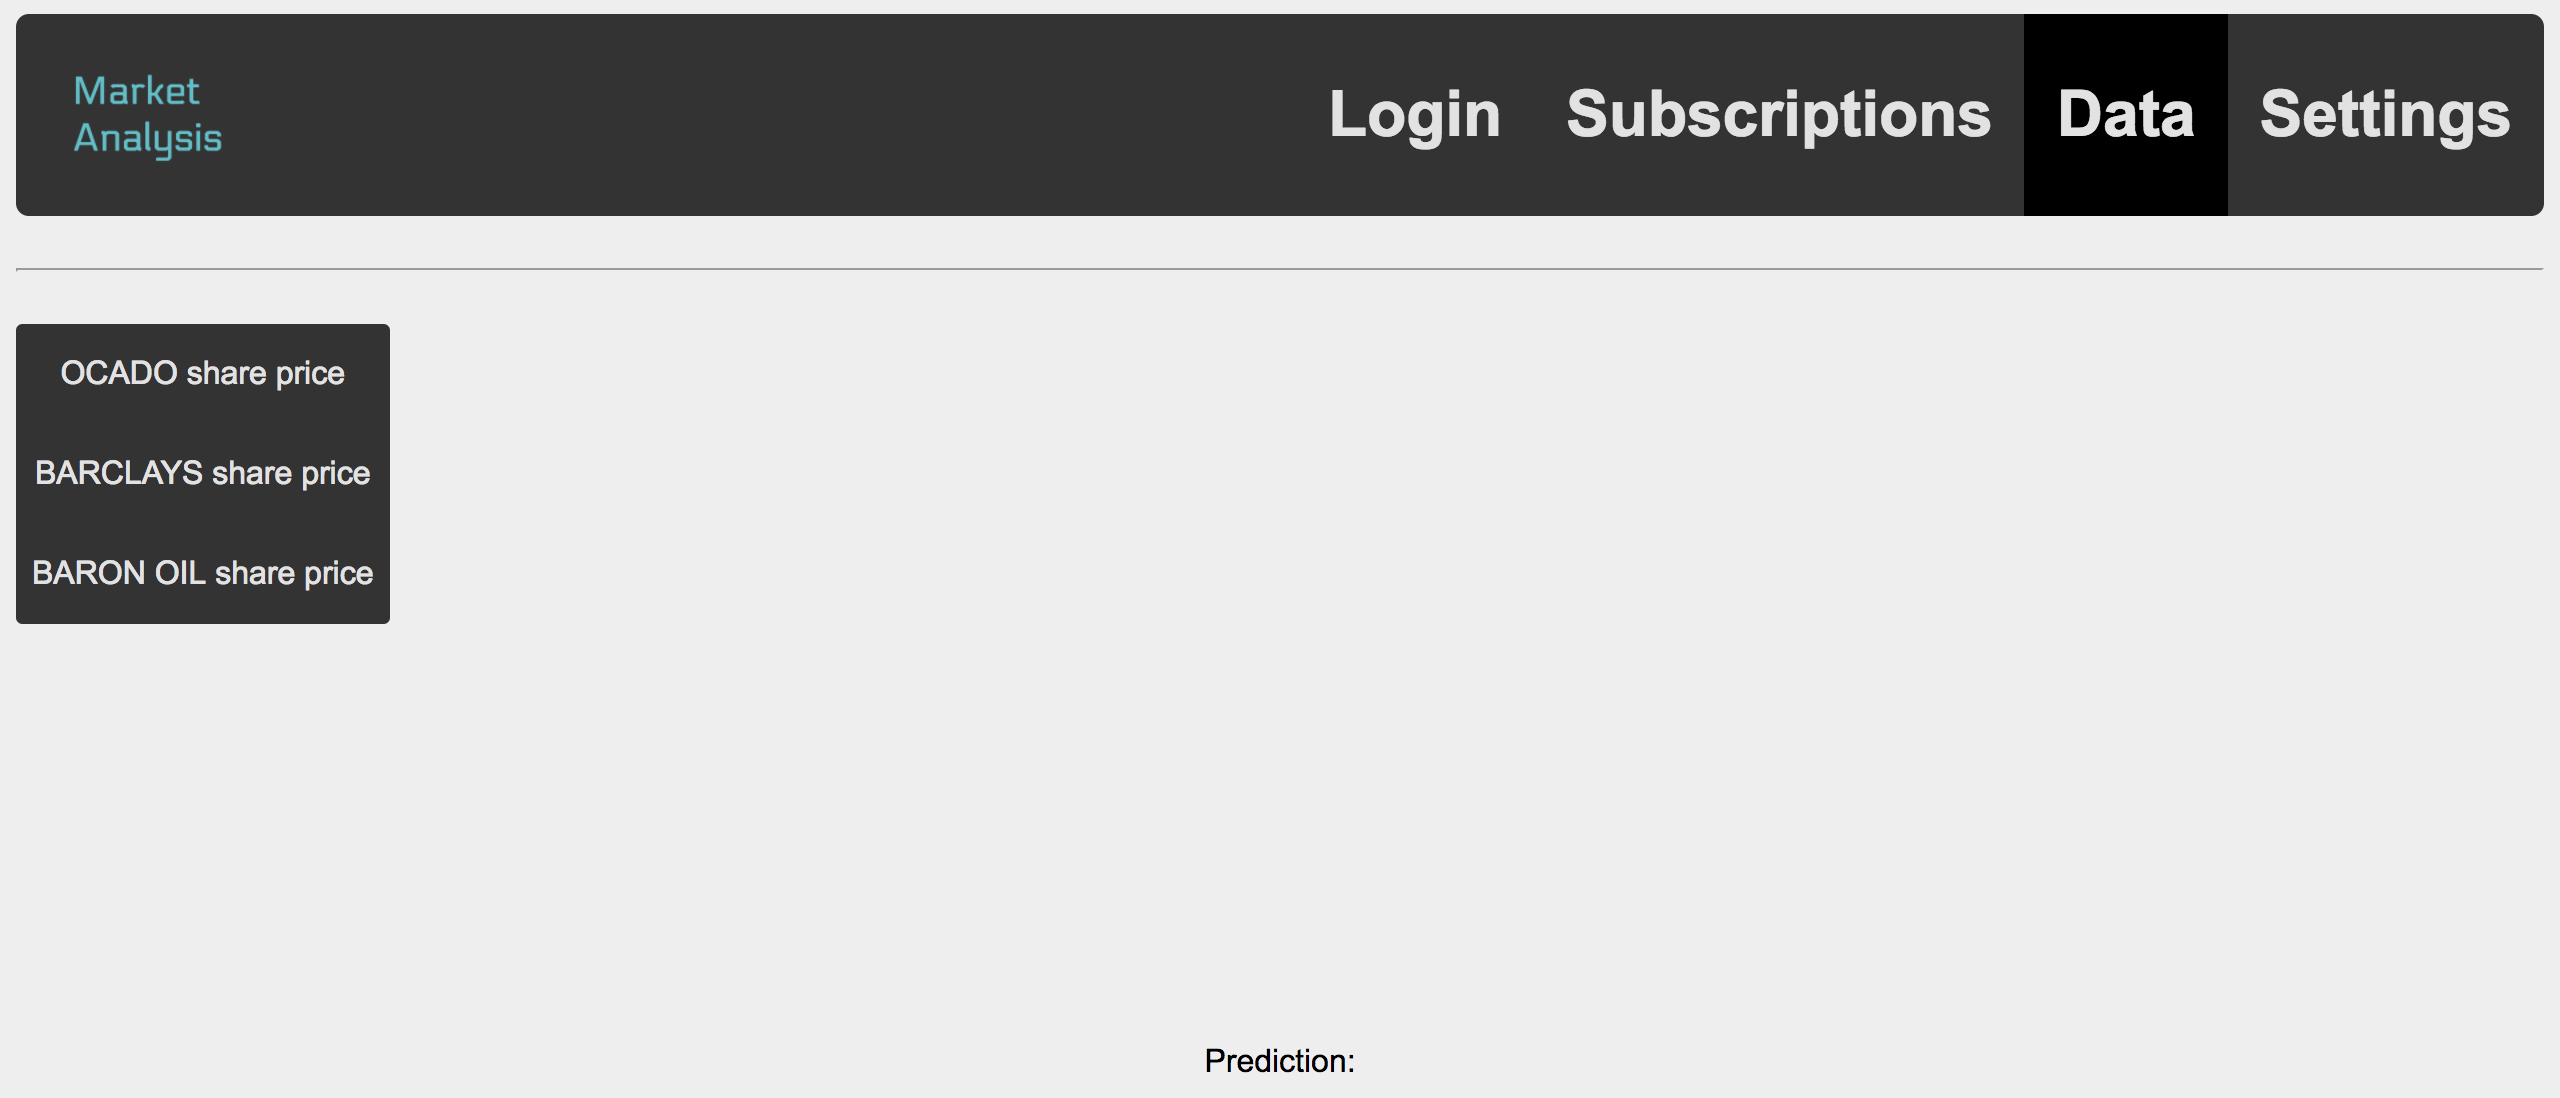 Market
Analysis
Login Subscriptions Data Settings
OCADO share price
BARCLAYS share price
BARON OIL share price
Prediction: